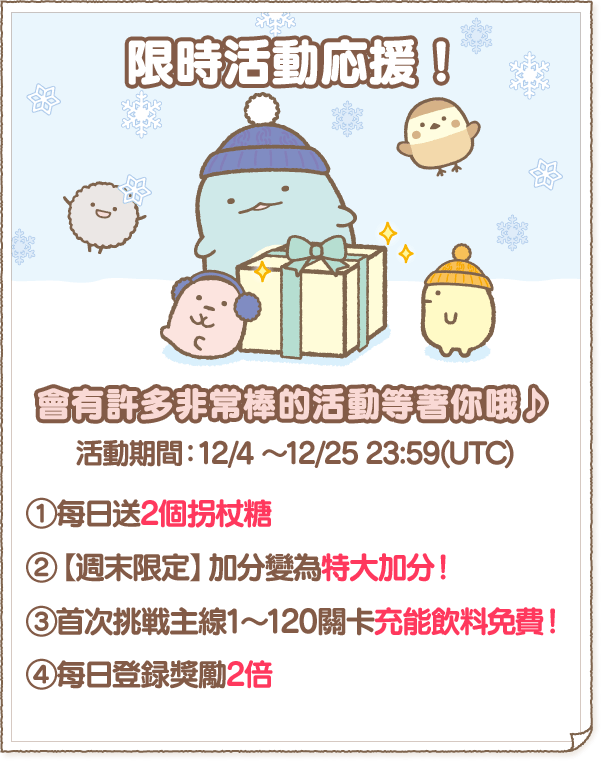 限時活動応援！
會有許多非常棒的活動等著你哦♪
活動期間：12/4 ～12/25 23:59(UTC)
①每日送2個拐杖糖
②【週末限定】加分變為特大加分！
③首次挑戦主線1～120關卡充能飲料免費！
④每日登録獎勵2倍